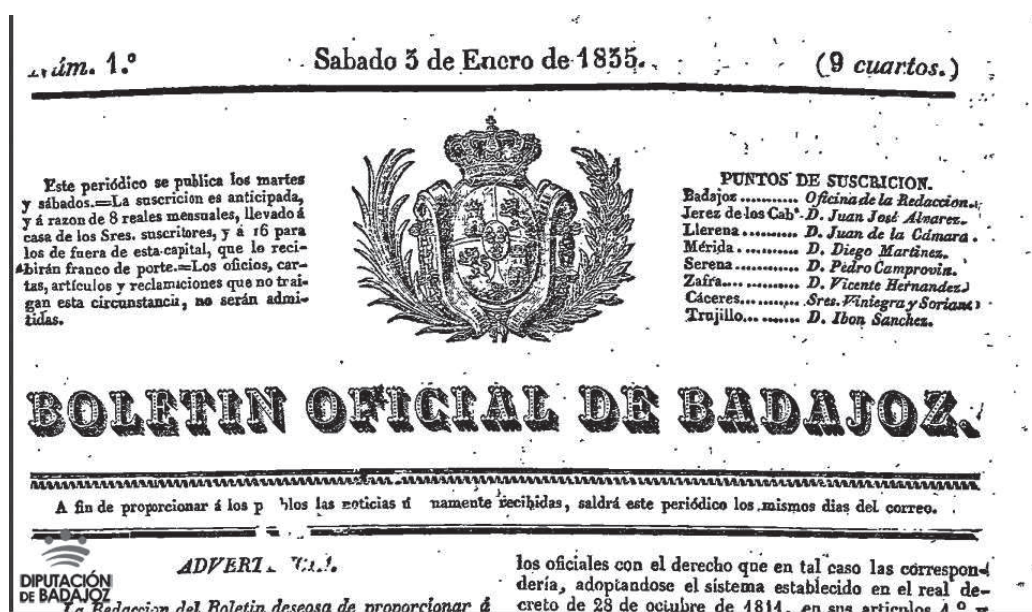 Núm. 1.º
Sabado 3 de Enero de 1835.
(9 cuartos.)
Este periódico se publica los martes
y sábados.=La suscricion es anticipada,
y á razon de 8 reales mensuales, llevado á
casa de los Sres. suscritores, y á 16 para
los de fuera de esta capital, que lo reci-
birán franco de porte.=Los oficios, car-
tas, artículos y reclamaciones que no trai-
gan esta circunstancia, no serán admi-
tidas.
PUNTOS DE SUSCRICION.
Badajoz........... Oficina de la Redaccion.
Jerez de los Cabˢ. D. Juan José Alvarez.
Llerena.......... D. Juan de la Cámara.
Mérida.......... D. Diego Martinez.
Serena............ D. Pedro Camprovin.
Zafra............ D. Vicente Hernandez
Cáceres.......... Sres. Viniegra y Soriano
Trujillo.......... D. Ibon Sanchez.
BOLETIN OFICIAL DE BADAJOZ.
A fin de proporcionar á los p blos las noticias ú namente recibidas, saldrá este periódico los mismos dias del correo.
ADVERT
La Redaccion del Boletin deseosa de proporcionar á
los oficiales con el derecho que en tal caso las correspon-
dería, adoptandose el sistema establecido en el real de-
creto de 28 de octubre de 1811, en sus artículos 4
DIPUTACIÓN
DE BADAJOZ